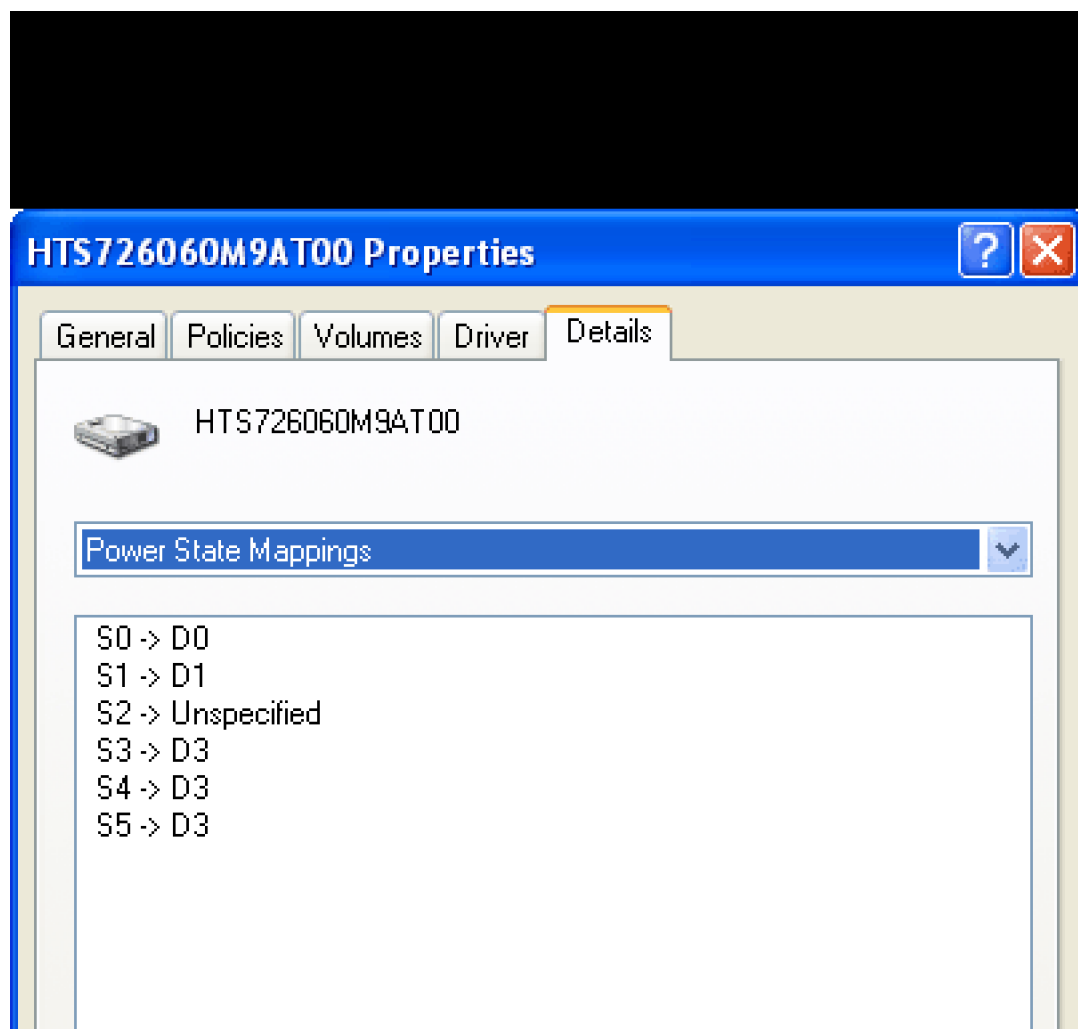 HTS726060M9AT00 Properties
General Policies Volumes Driver Details
HTS726060M9AT00
Power State Mappings
S0 -> D0
S1 -> D1
S2 -> Unspecified
S3 -> D3
S4 -> D3
S5 -> D3